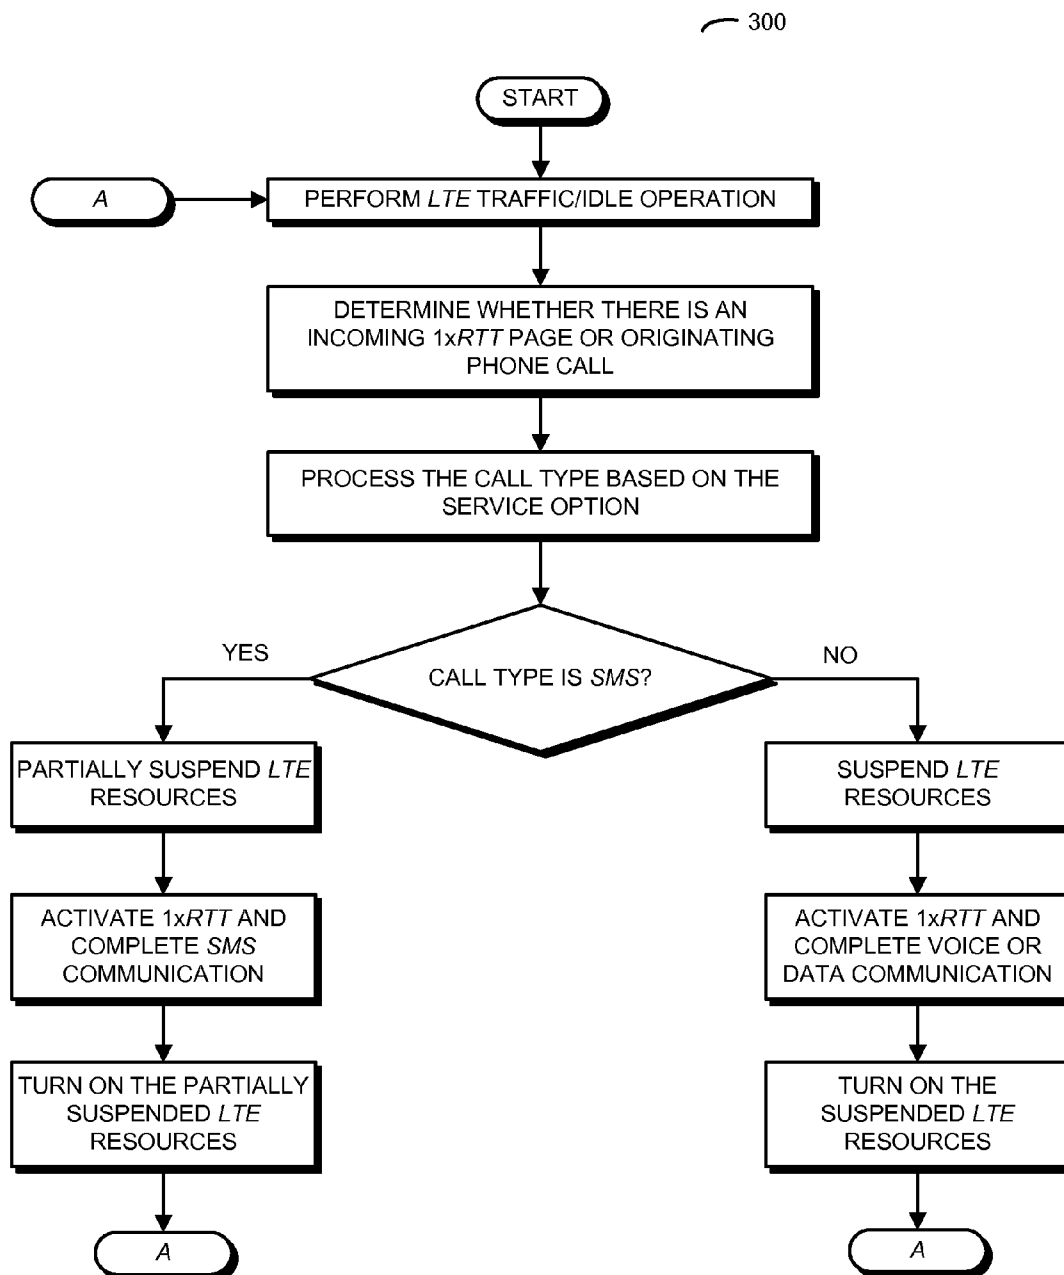 300
START
A
PERFORM LTE TRAFFIC/IDLE OPERATION
DETERMINE WHETHER THERE IS AN
INCOMING 1xRTT PAGE OR ORIGINATING
PHONE CALL
PROCESS THE CALL TYPE BASED ON THE
SERVICE OPTION
CALL TYPE IS SMS?
YES
NO
PARTIALLY SUSPEND LTE
RESOURCES
ACTIVATE 1xRTT AND
COMPLETE SMS
COMMUNICATION
TURN ON THE PARTIALLY
SUSPENDED LTE
RESOURCES
A
SUSPEND LTE
RESOURCES
ACTIVATE 1xRTT AND
COMPLETE VOICE OR
DATA COMMUNICATION
TURN ON THE
SUSPENDED LTE
RESOURCES
A